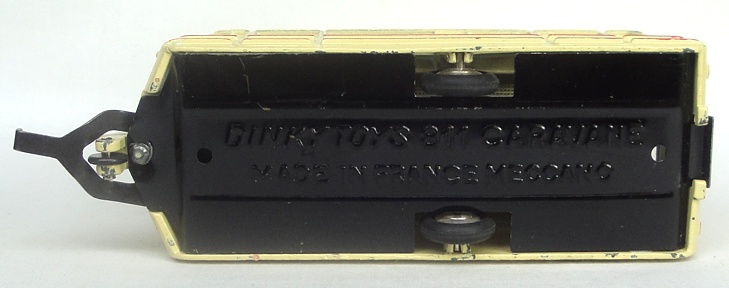 DINKY TOYS 811 CARAVANE
MADE IN FRANCE MECCANO